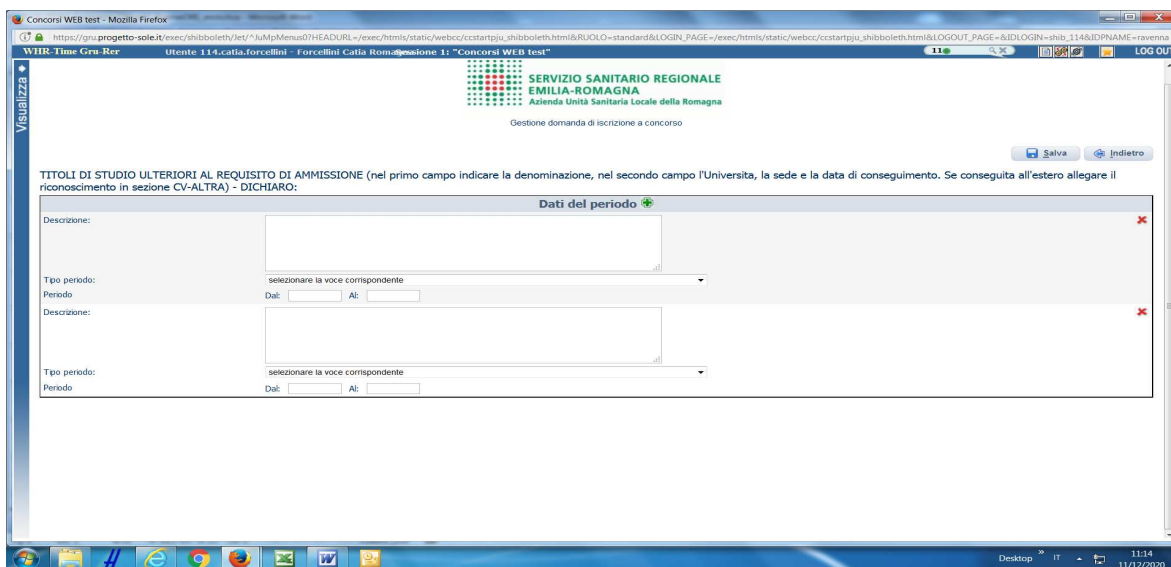 Concorsi WEB test - Mozilla Firefox
https://gru.progetto-sole.it/exec/shibboleth/Jet/^JuMpMenus0?HEADURL=/exec/htmls/static/webcc/ccstartpju_shibboleth.html&RUOLO=standard&LOGIN_PAGE=/exec/htmls/static/webcc/ccstartpju_shibboleth.html&LOGOUT_PAGE=&IDLOGIN=shib_114&IDPNAME=ravenna
WHR-Time Gru-Rer Utente 114.catia.forcellini - Forcellini Catia Sessione 1: "Concorsi WEB test" 11 LOG OU
Visualizza
SERVIZIO SANITARIO REGIONALE
EMILIA-ROMAGNA
Azienda Unità Sanitaria Locale della Romagna
Gestione domanda di iscrizione a concorso
Salva Indietro
TITOLI DI STUDIO ULTERIORI AL REQUISITO DI AMMISSIONE (nel primo campo indicare la denominazione, nel secondo campo l'Universita, la sede e la data di conseguimento. Se conseguita all'estero allegare il
riconoscimento in sezione CV-ALTRA) - DICHIARO:
Dati del periodo
Descrizione:
Tipo periodo: selezionare la voce corrispondente
Periodo Dal: Al:
Descrizione:
Tipo periodo: selezionare la voce corrispondente
Periodo Dal: Al:
Desktop » IT 11:14
11/12/2020